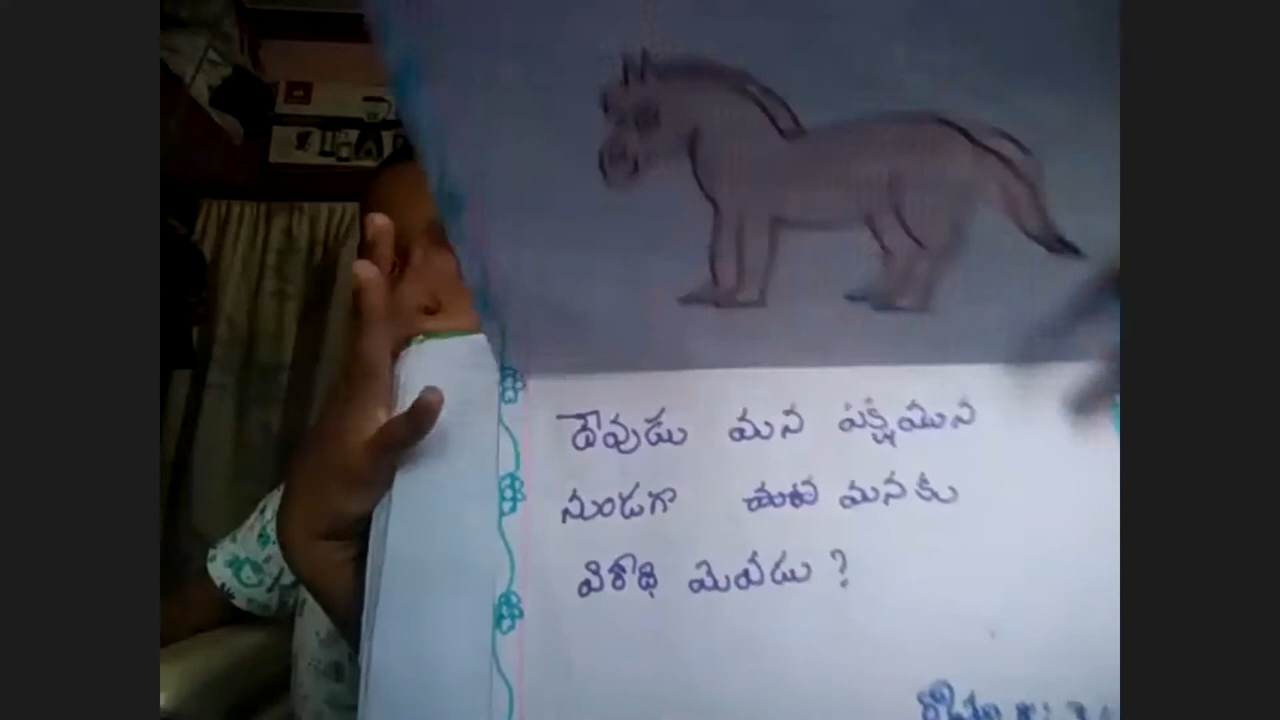 దేవుడు మన పక్షమున
నుండగా మనకు
విరోధి మెవడు ?